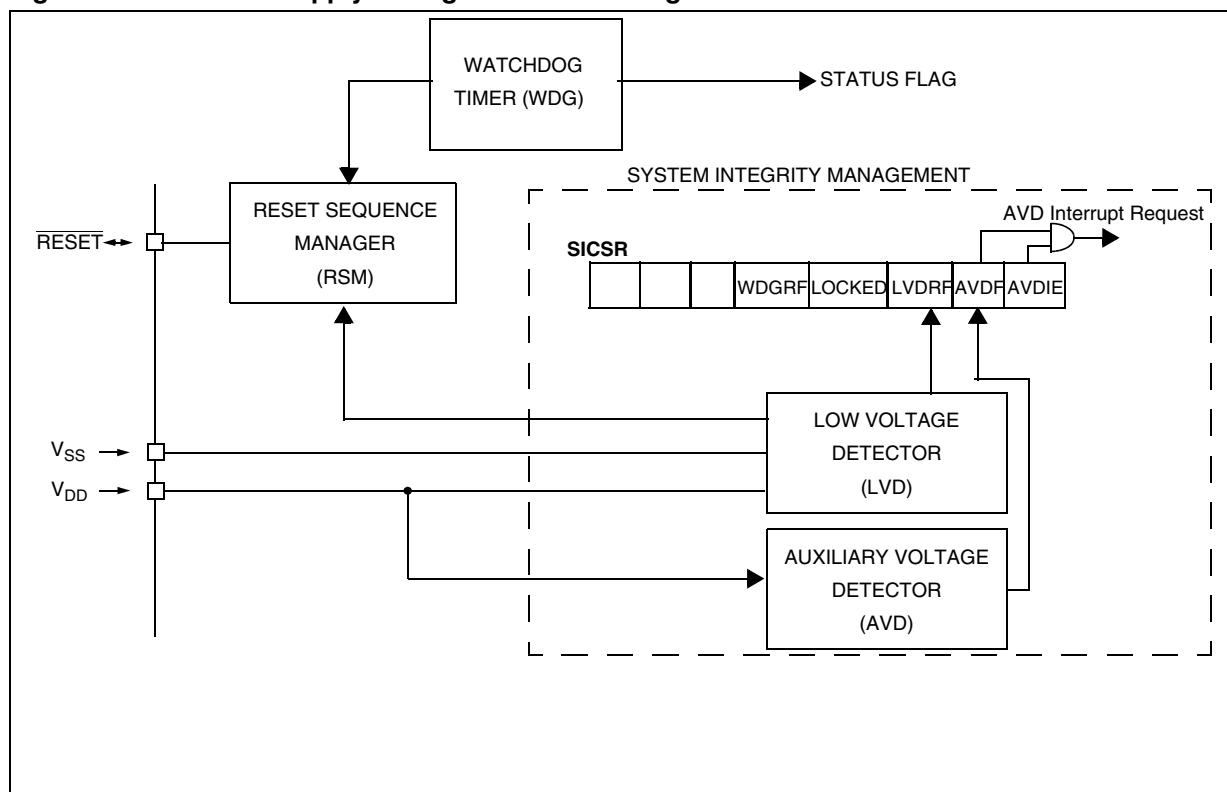 WATCHDOG
TIMER (WDG)
STATUS FLAG
SYSTEM INTEGRITY MANAGEMENT
RESET SEQUENCE
MANAGER
(RSM)
RESET
AVD Interrupt Request
SICSR
WDGRF LOCKED LVDRF AVDF AVDIE
LOW VOLTAGE
DETECTOR
(LVD)
VSS
VDD
AUXILIARY VOLTAGE
DETECTOR
(AVD)